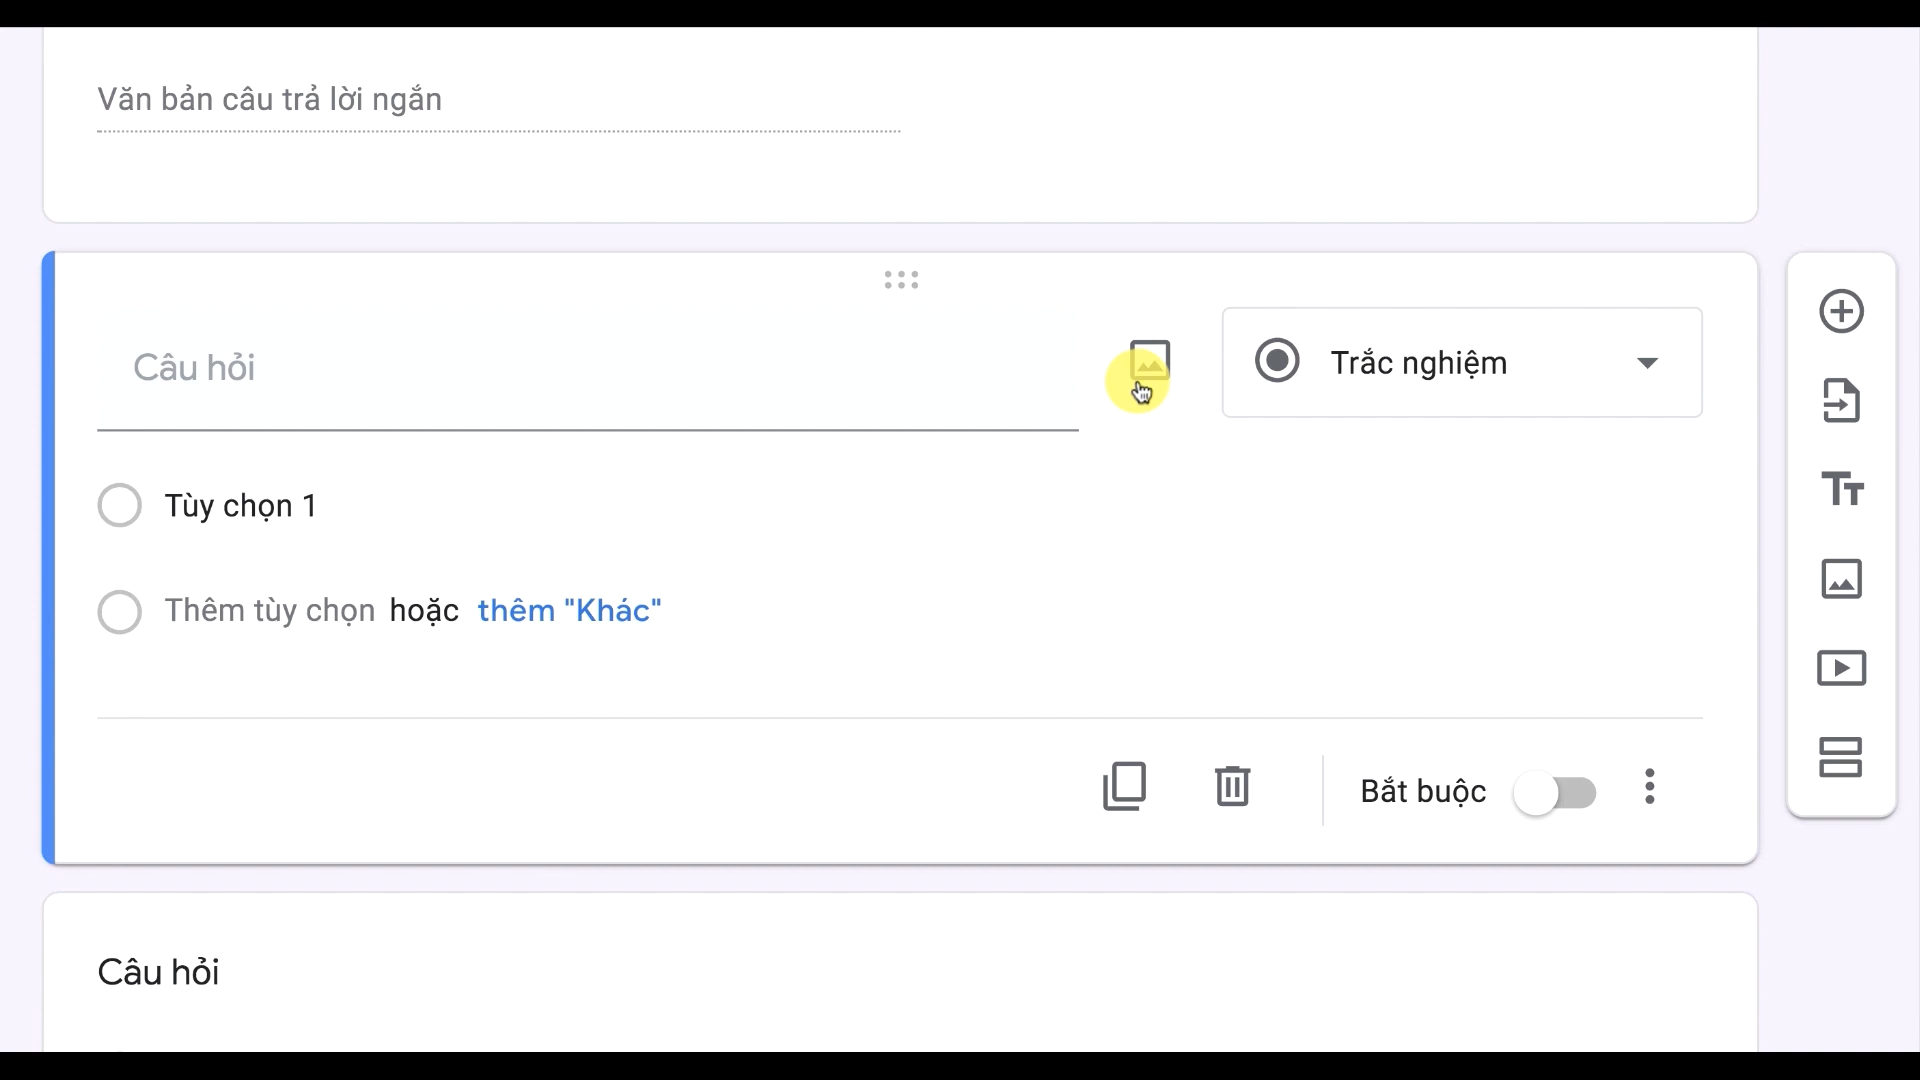 Văn bản câu trả lời ngắn
Câu hỏi
Trắc nghiệm
Tùy chọn 1
Thêm tùy chọn hoặc thêm "Khác"
Bắt buộc
Câu hỏi